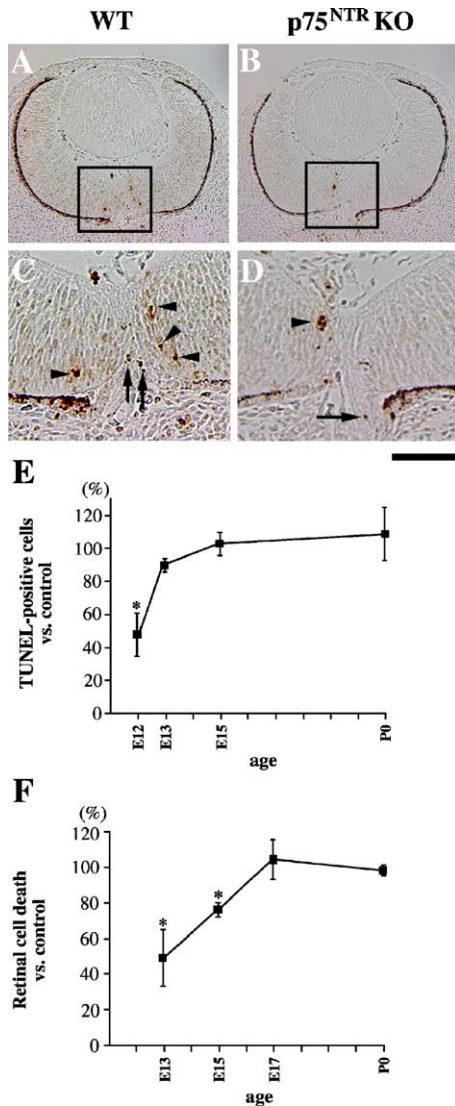 WT
p75NTR KO
A
B
C
D
E
(%)
120
100
80
60
40
20
0
*
TUNEL-positive cells
vs. control
E12
E13
E15
P0
age
F
(%)
120
100
80
60
40
20
0
*
*
Retinal cell death
vs. control
E13
E15
E17
P0
age